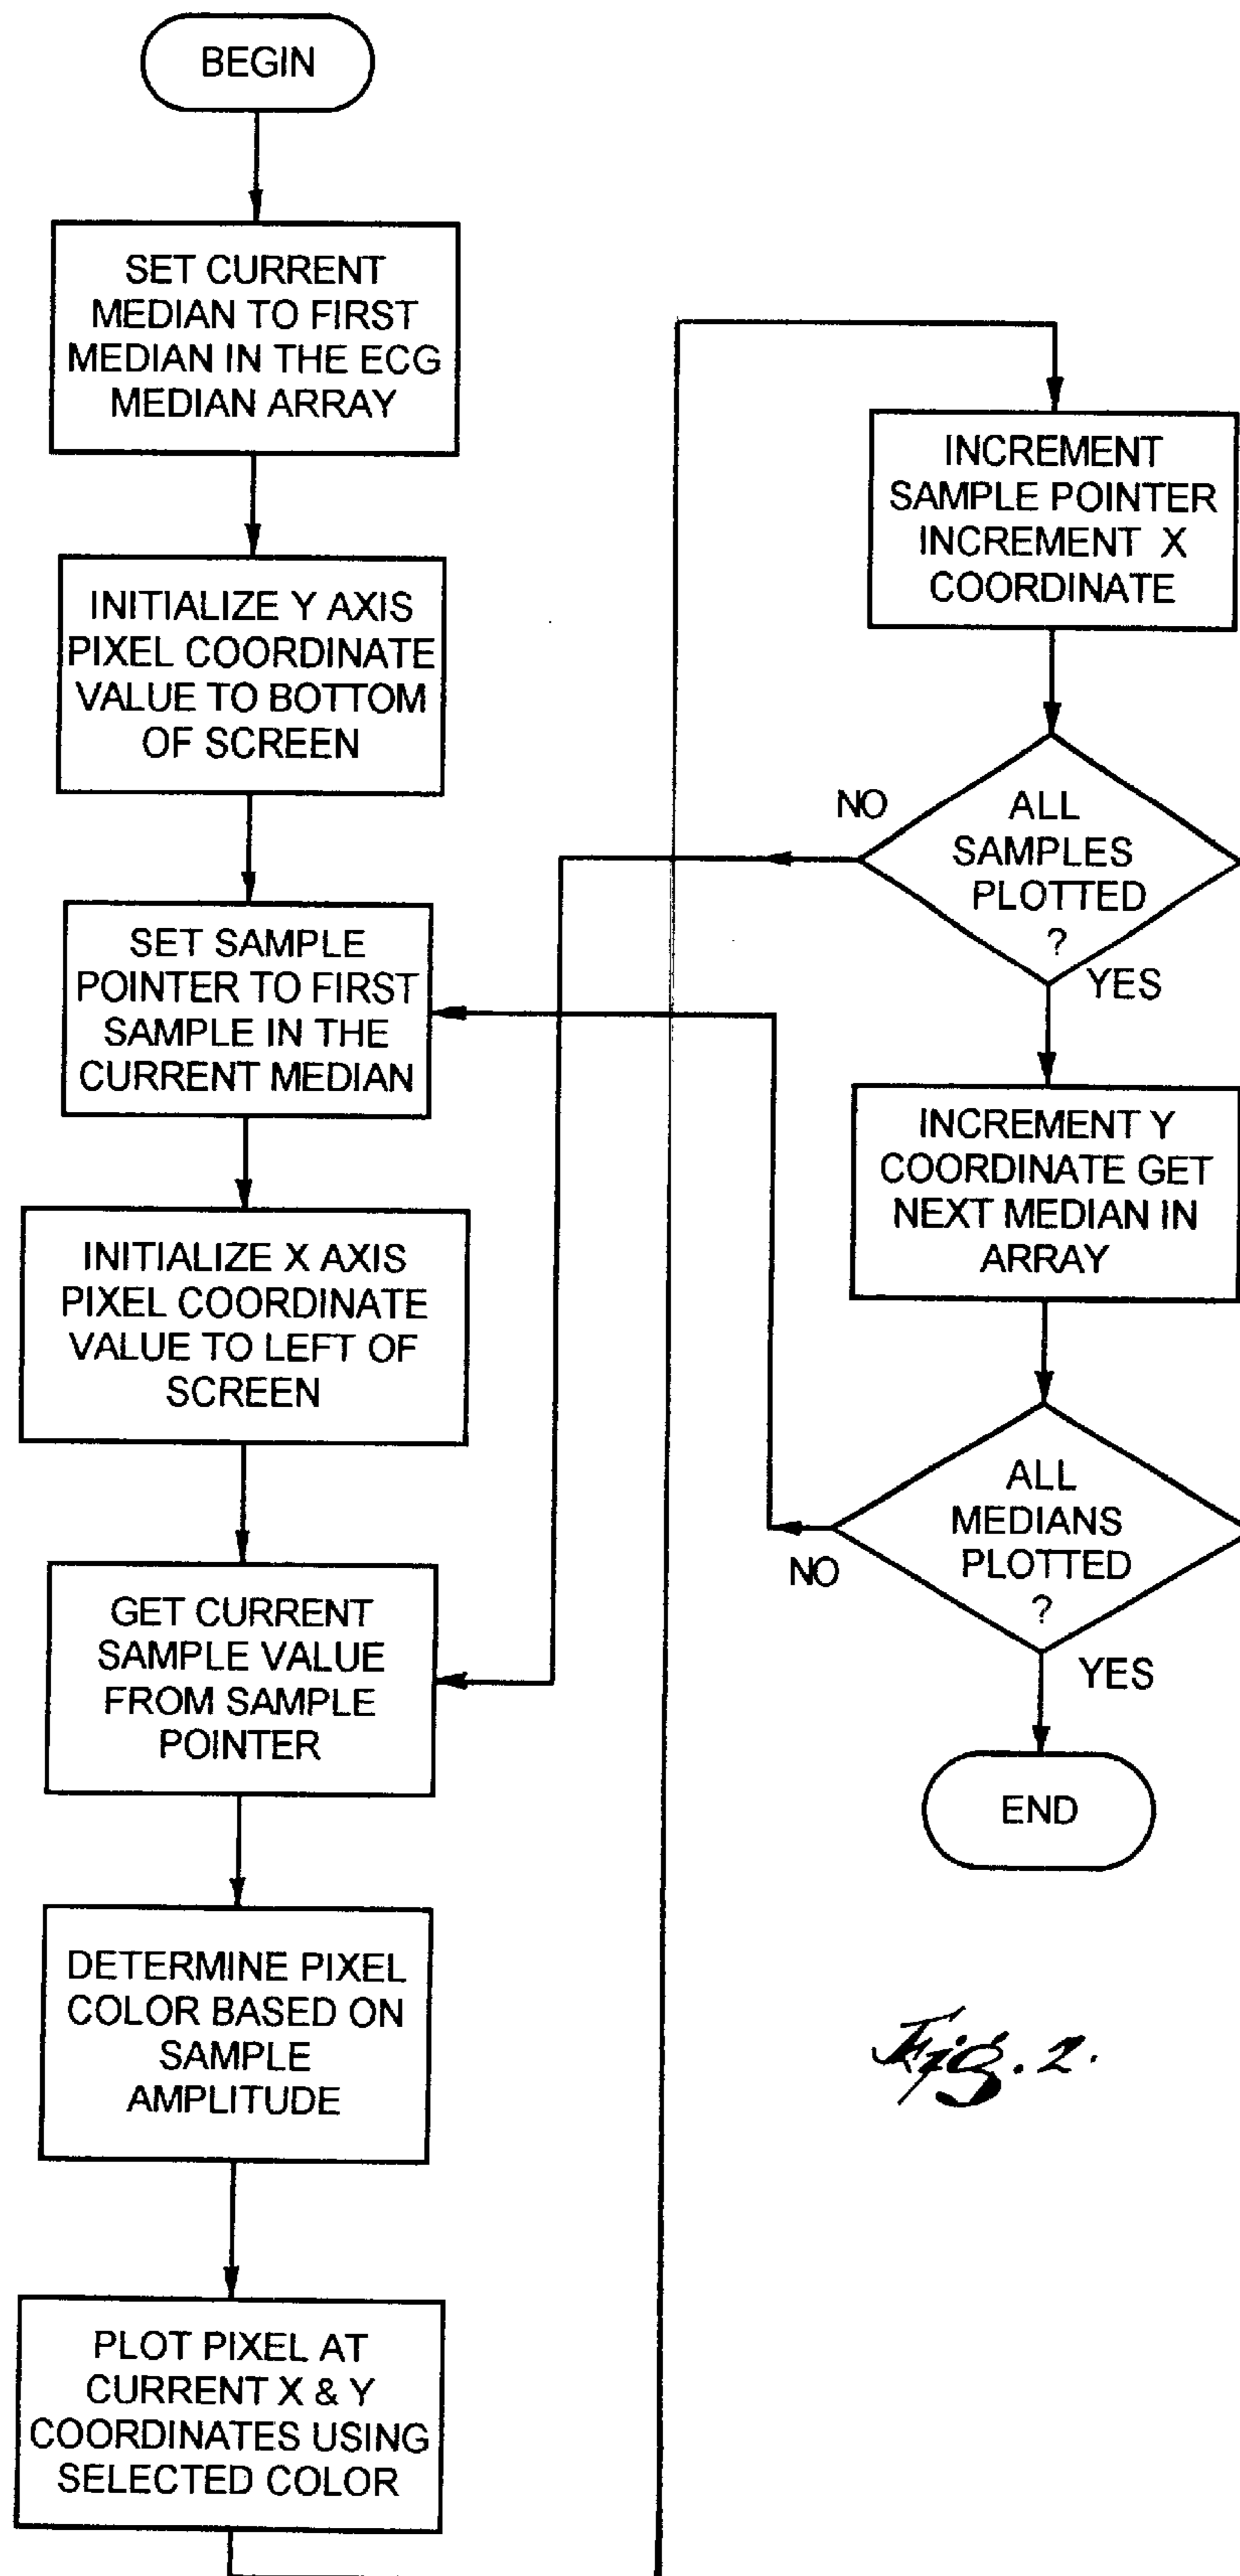 BEGIN
SET CURRENT
MEDIAN TO FIRST
MEDIAN IN THE ECG
MEDIAN ARRAY
INITIALIZE Y AXIS
PIXEL COORDINATE
VALUE TO BOTTOM
OF SCREEN
SET SAMPLE
POINTER TO FIRST
SAMPLE IN THE
CURRENT MEDIAN
INITIALIZE X AXIS
PIXEL COORDINATE
VALUE TO LEFT OF
SCREEN
GET CURRENT
SAMPLE VALUE
FROM SAMPLE
POINTER
DETERMINE PIXEL
COLOR BASED ON
SAMPLE
AMPLITUDE
PLOT PIXEL AT
CURRENT X & Y
COORDINATES USING
SELECTED COLOR
INCREMENT
SAMPLE POINTER
INCREMENT X
COORDINATE
NO
ALL
SAMPLES
PLOTTED
?
YES
INCREMENT Y
COORDINATE GET
NEXT MEDIAN IN
ARRAY
ALL
MEDIANS
PLOTTED
?
NO
YES
END
Fig. 2.